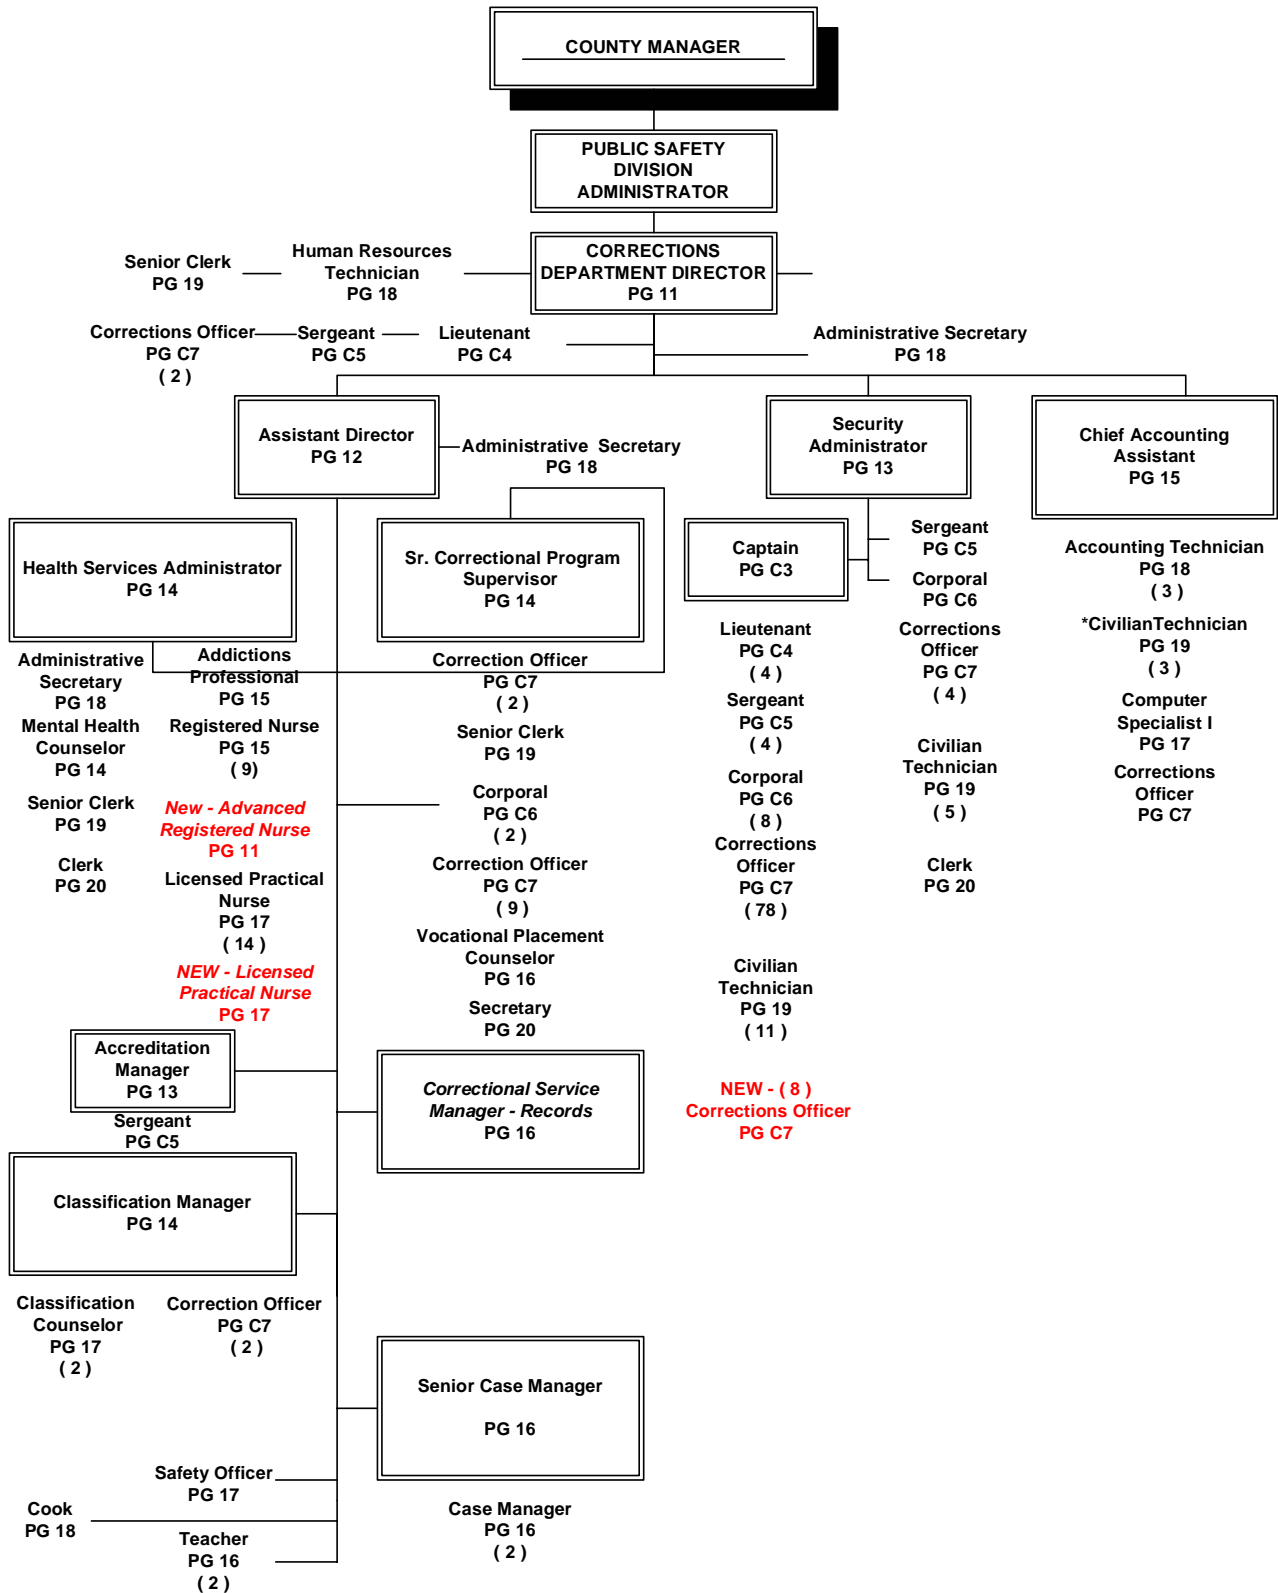 COUNTY MANAGER
PUBLIC SAFETY
DIVISION
ADMINISTRATOR
CORRECTIONS
DEPARTMENT DIRECTOR
PG 11
Human Resources
Technician
PG 18
Senior Clerk
PG 19
Corrections Officer
PG C7
( 2 )
Sergeant
PG C5
Lieutenant
PG C4
Administrative Secretary
PG 18
Assistant Director
PG 12
Administrative  Secretary
PG 18
Security
Administrator
PG 13
Chief Accounting
Assistant
PG 15
Health Services Administrator
PG 14
Sr. Correctional Program
Supervisor
PG 14
Captain
PG C3
Sergeant
PG C5
Corporal
PG C6
Accounting Technician
PG 18
( 3 )
*CivilianTechnician
PG 19
( 3 )
Computer
Specialist I
PG 17
Corrections
Officer
PG C7
Administrative
Secretary
PG 18
Mental Health
Counselor
PG 14
Senior Clerk
PG 19
Clerk
PG 20
Addictions
Professional
PG 15
Registered Nurse
PG 15
( 9)
New - Advanced
Registered Nurse
PG 11
Licensed Practical
Nurse
PG 17
( 14 )
NEW - Licensed
Practical Nurse
PG 17
Correction Officer
PG C7
( 2 )
Senior Clerk
PG 19
Corporal
PG C6
( 2 )
Correction Officer
PG C7
( 9 )
Vocational Placement
Counselor
PG 16
Secretary
PG 20
Lieutenant
PG C4
( 4 )
Sergeant
PG C5
( 4 )
Corporal
PG C6
( 8 )
Corrections
Officer
PG C7
( 78 )
Civilian
Technician
PG 19
( 11 )
NEW - ( 8 )
Corrections Officer
PG C7
Corrections
Officer
PG C7
( 4 )
Civilian
Technician
PG 19
( 5 )
Clerk
PG 20
Accreditation
Manager
PG 13
Sergeant
PG C5
Correctional Service
Manager - Records
PG 16
Classification Manager
PG 14
Classification
Counselor
PG 17
( 2 )
Correction Officer
PG C7
( 2 )
Senior Case Manager
PG 16
Case Manager
PG 16
( 2 )
Safety Officer
PG 17
Cook
PG 18
Teacher
PG 16
( 2 )